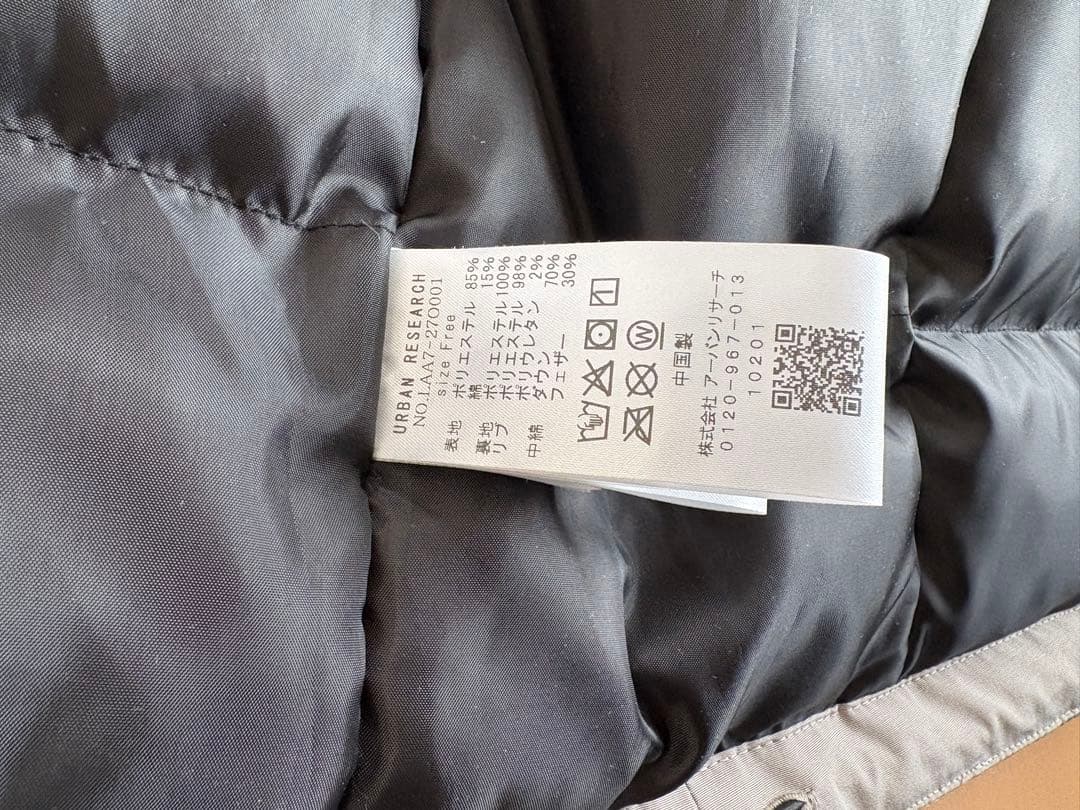 URBAN RESEARCH
NO.LAA7-270001
size Free
表地 ポリエステル 85%
綿 15%
裏地 ポリエステル 100%
リブ ポリエステル 98%
ポリウレタン 2%
中綿 ダウン 70%
フェザー 30%
W
中国製
株式会社 アーバンリサーチ
0120-967-013
10201